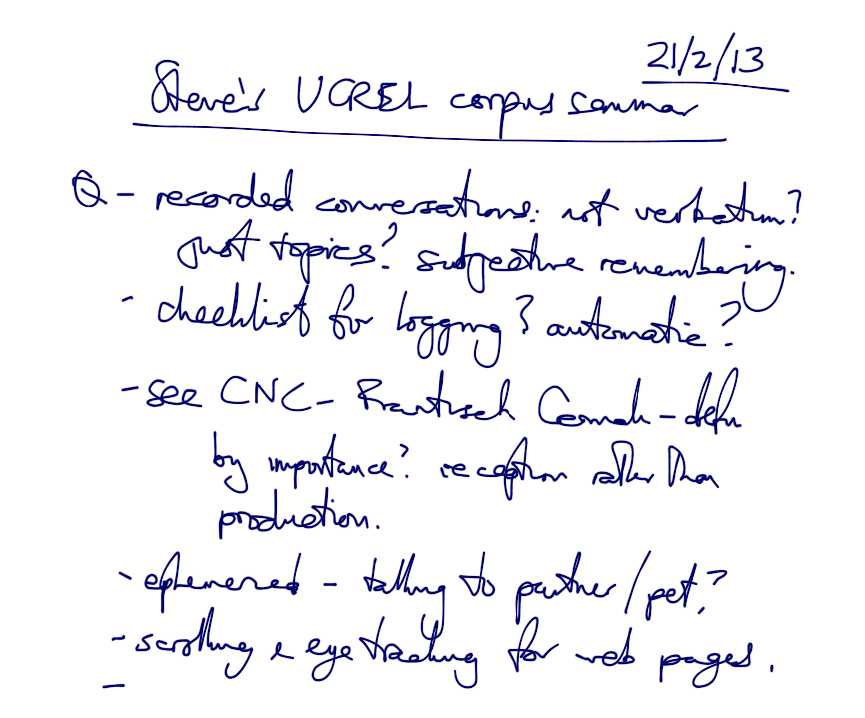 21/2/13
Steve's UCREL corpus seminar
Q - recorded conversations: not verbatim?
just topics? subjective remembering.
- checklist for logging? automatic?
- see CNC - Frantisek Cermak - defn
by importance? reception rather than
production.
- ephemeral - talking to partner/pet?
- scrolling & eye tracking for web pages.
-